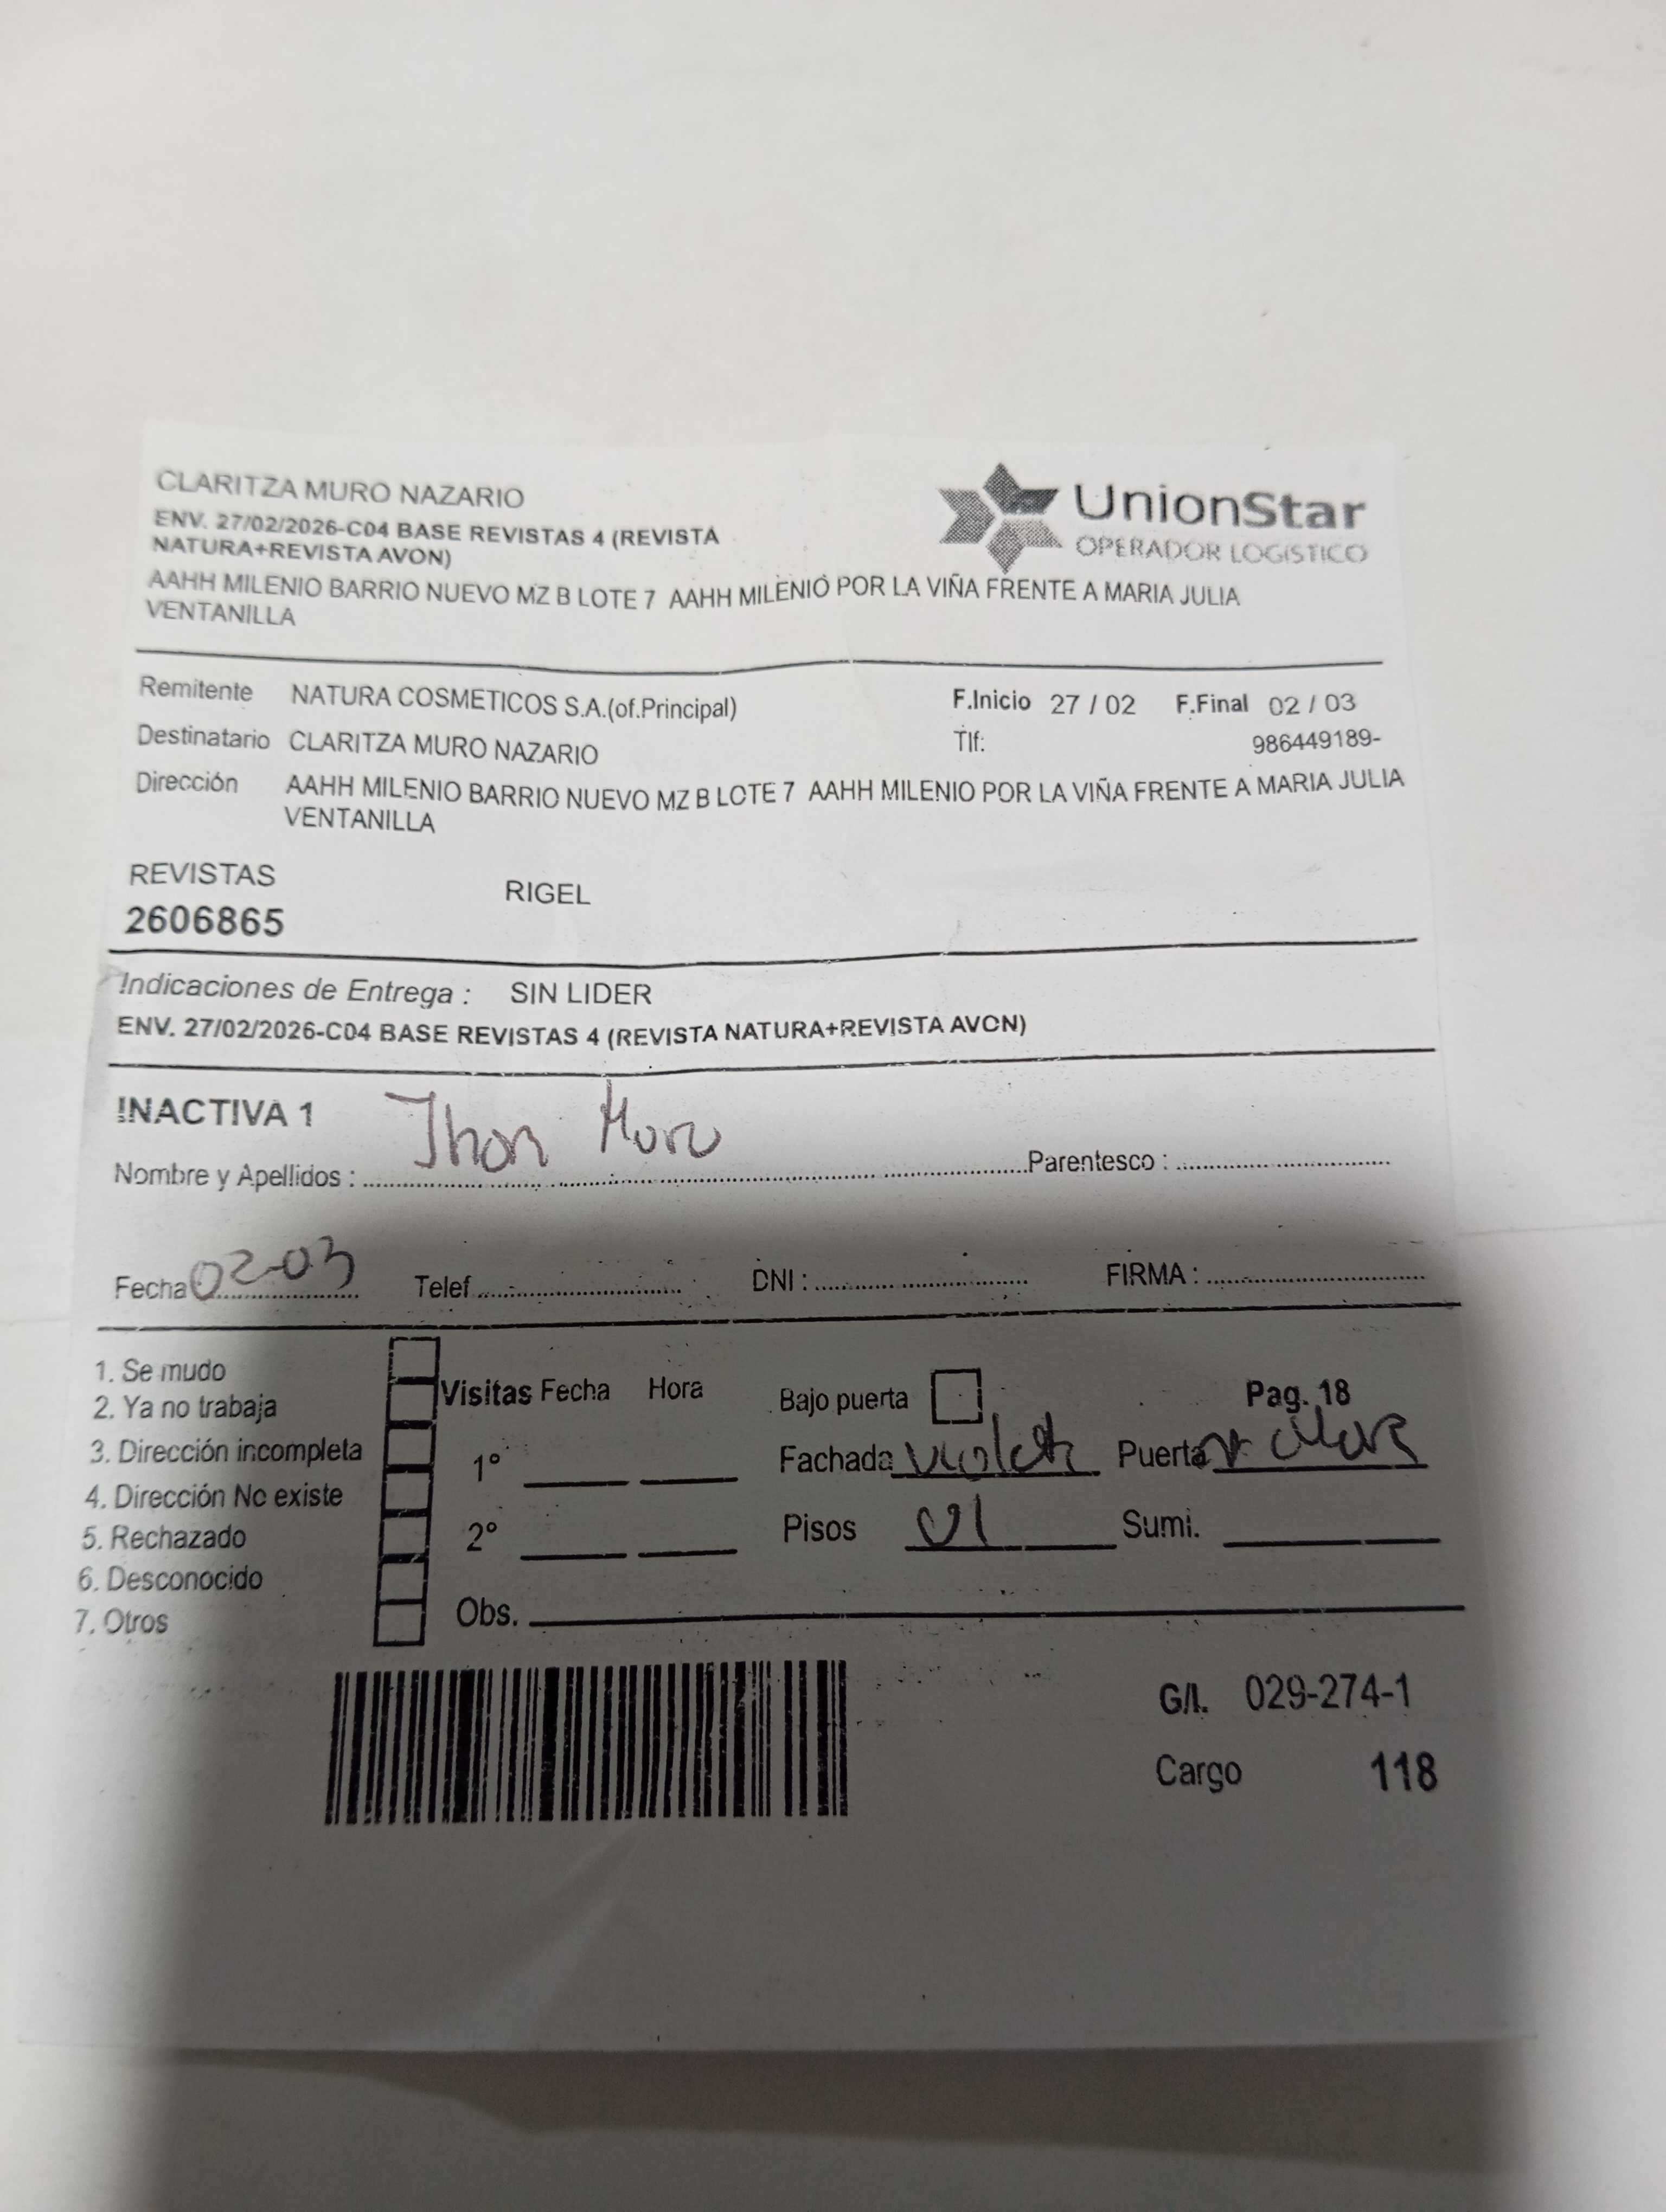 CLARITZA MURO NAZARIO
ENV. 27/02/2026-C04 BASE REVISTAS 4 (REVISTA
NATURA+REVISTA AVON)
AAHH MILENIO BARRIO NUEVO MZ B LOTE 7 AAHH MILENIO POR LA VIÑA FRENTE A MARIA JULIA
VENTANILLA
UnionStar
OPERADOR LOGISTICO
Remitente NATURA COSMETICOS S.A.(of.Principal) F.Inicio 27 / 02 F.Final 02 / 03
Destinatario CLARITZA MURO NAZARIO Tlf: 986449189-
Dirección AAHH MILENIO BARRIO NUEVO MZ B LOTE 7 AAHH MILENIO POR LA VIÑA FRENTE A MARIA JULIA
VENTANILLA
REVISTAS RIGEL
2606865
Indicaciones de Entrega : SIN LIDER
ENV. 27/02/2026-C04 BASE REVISTAS 4 (REVISTA NATURA+REVISTA AVON)
INACTIVA 1
Nombre y Apellidos : Jhon Muro Parentesco :
Fecha 02-03 Telef. DNI : FIRMA :
1. Se mudo
2. Ya no trabaja
3. Dirección incompleta
4. Dirección No existe
5. Rechazado
6. Desconocido
7. Otros
Visitas Fecha Hora
1°
2°
Obs.
Bajo puerta Pag. 18
Fachada violeta Puerta
Pisos 01 Sumi.
G/I. 029-274-1
Cargo 118